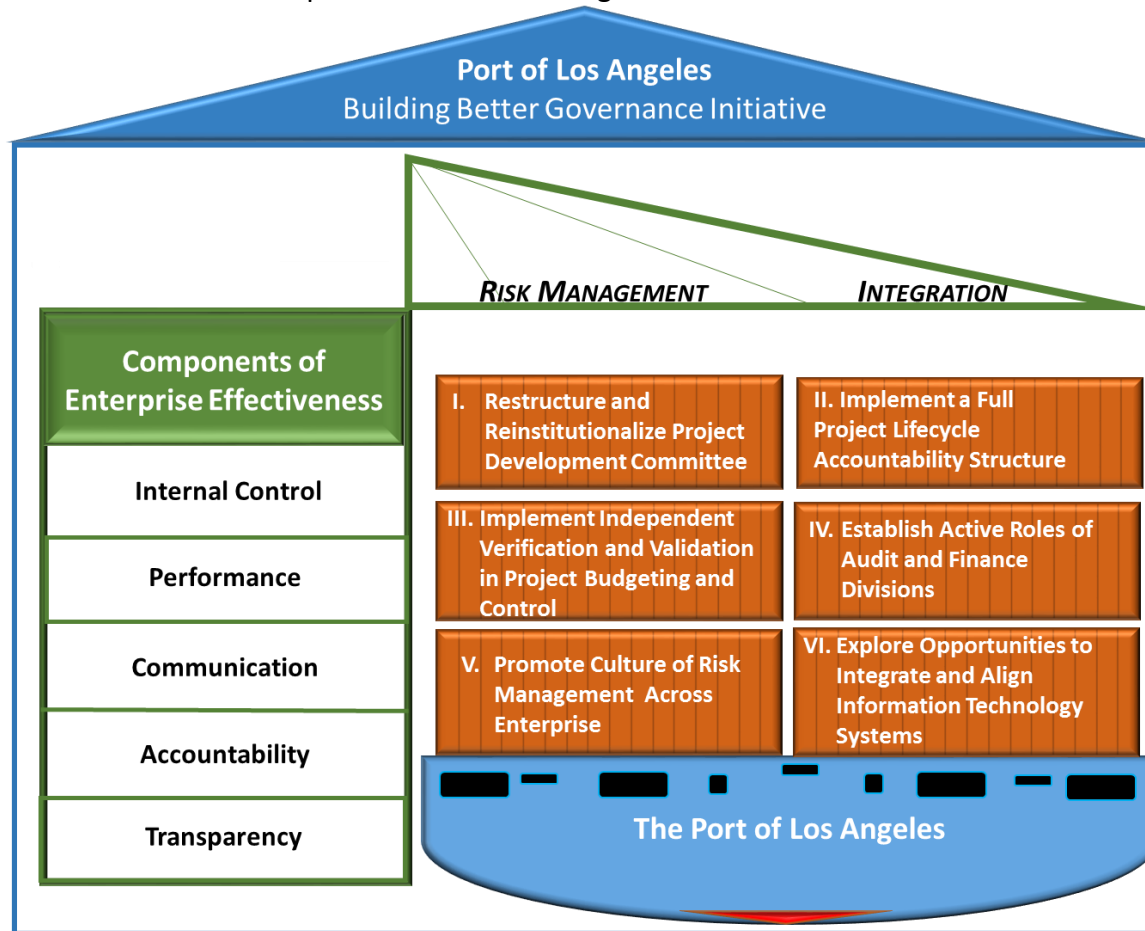 Port of Los Angeles
Building Better Governance Initiative
RISK MANAGEMENT
INTEGRATION
Components of
Enterprise Effectiveness
Internal Control
Performance
Communication
Accountability
Transparency
I. Restructure and
Reinstitutionalize Project
Development Committee
II. Implement a Full
Project Lifecycle
Accountability Structure
III. Implement Independent
Verification and Validation
in Project Budgeting and
Control
IV. Establish Active Roles of
Audit and Finance
Divisions
V. Promote Culture of Risk
Management Across
Enterprise
VI. Explore Opportunities to
Integrate and Align
Information Technology
Systems
The Port of Los Angeles